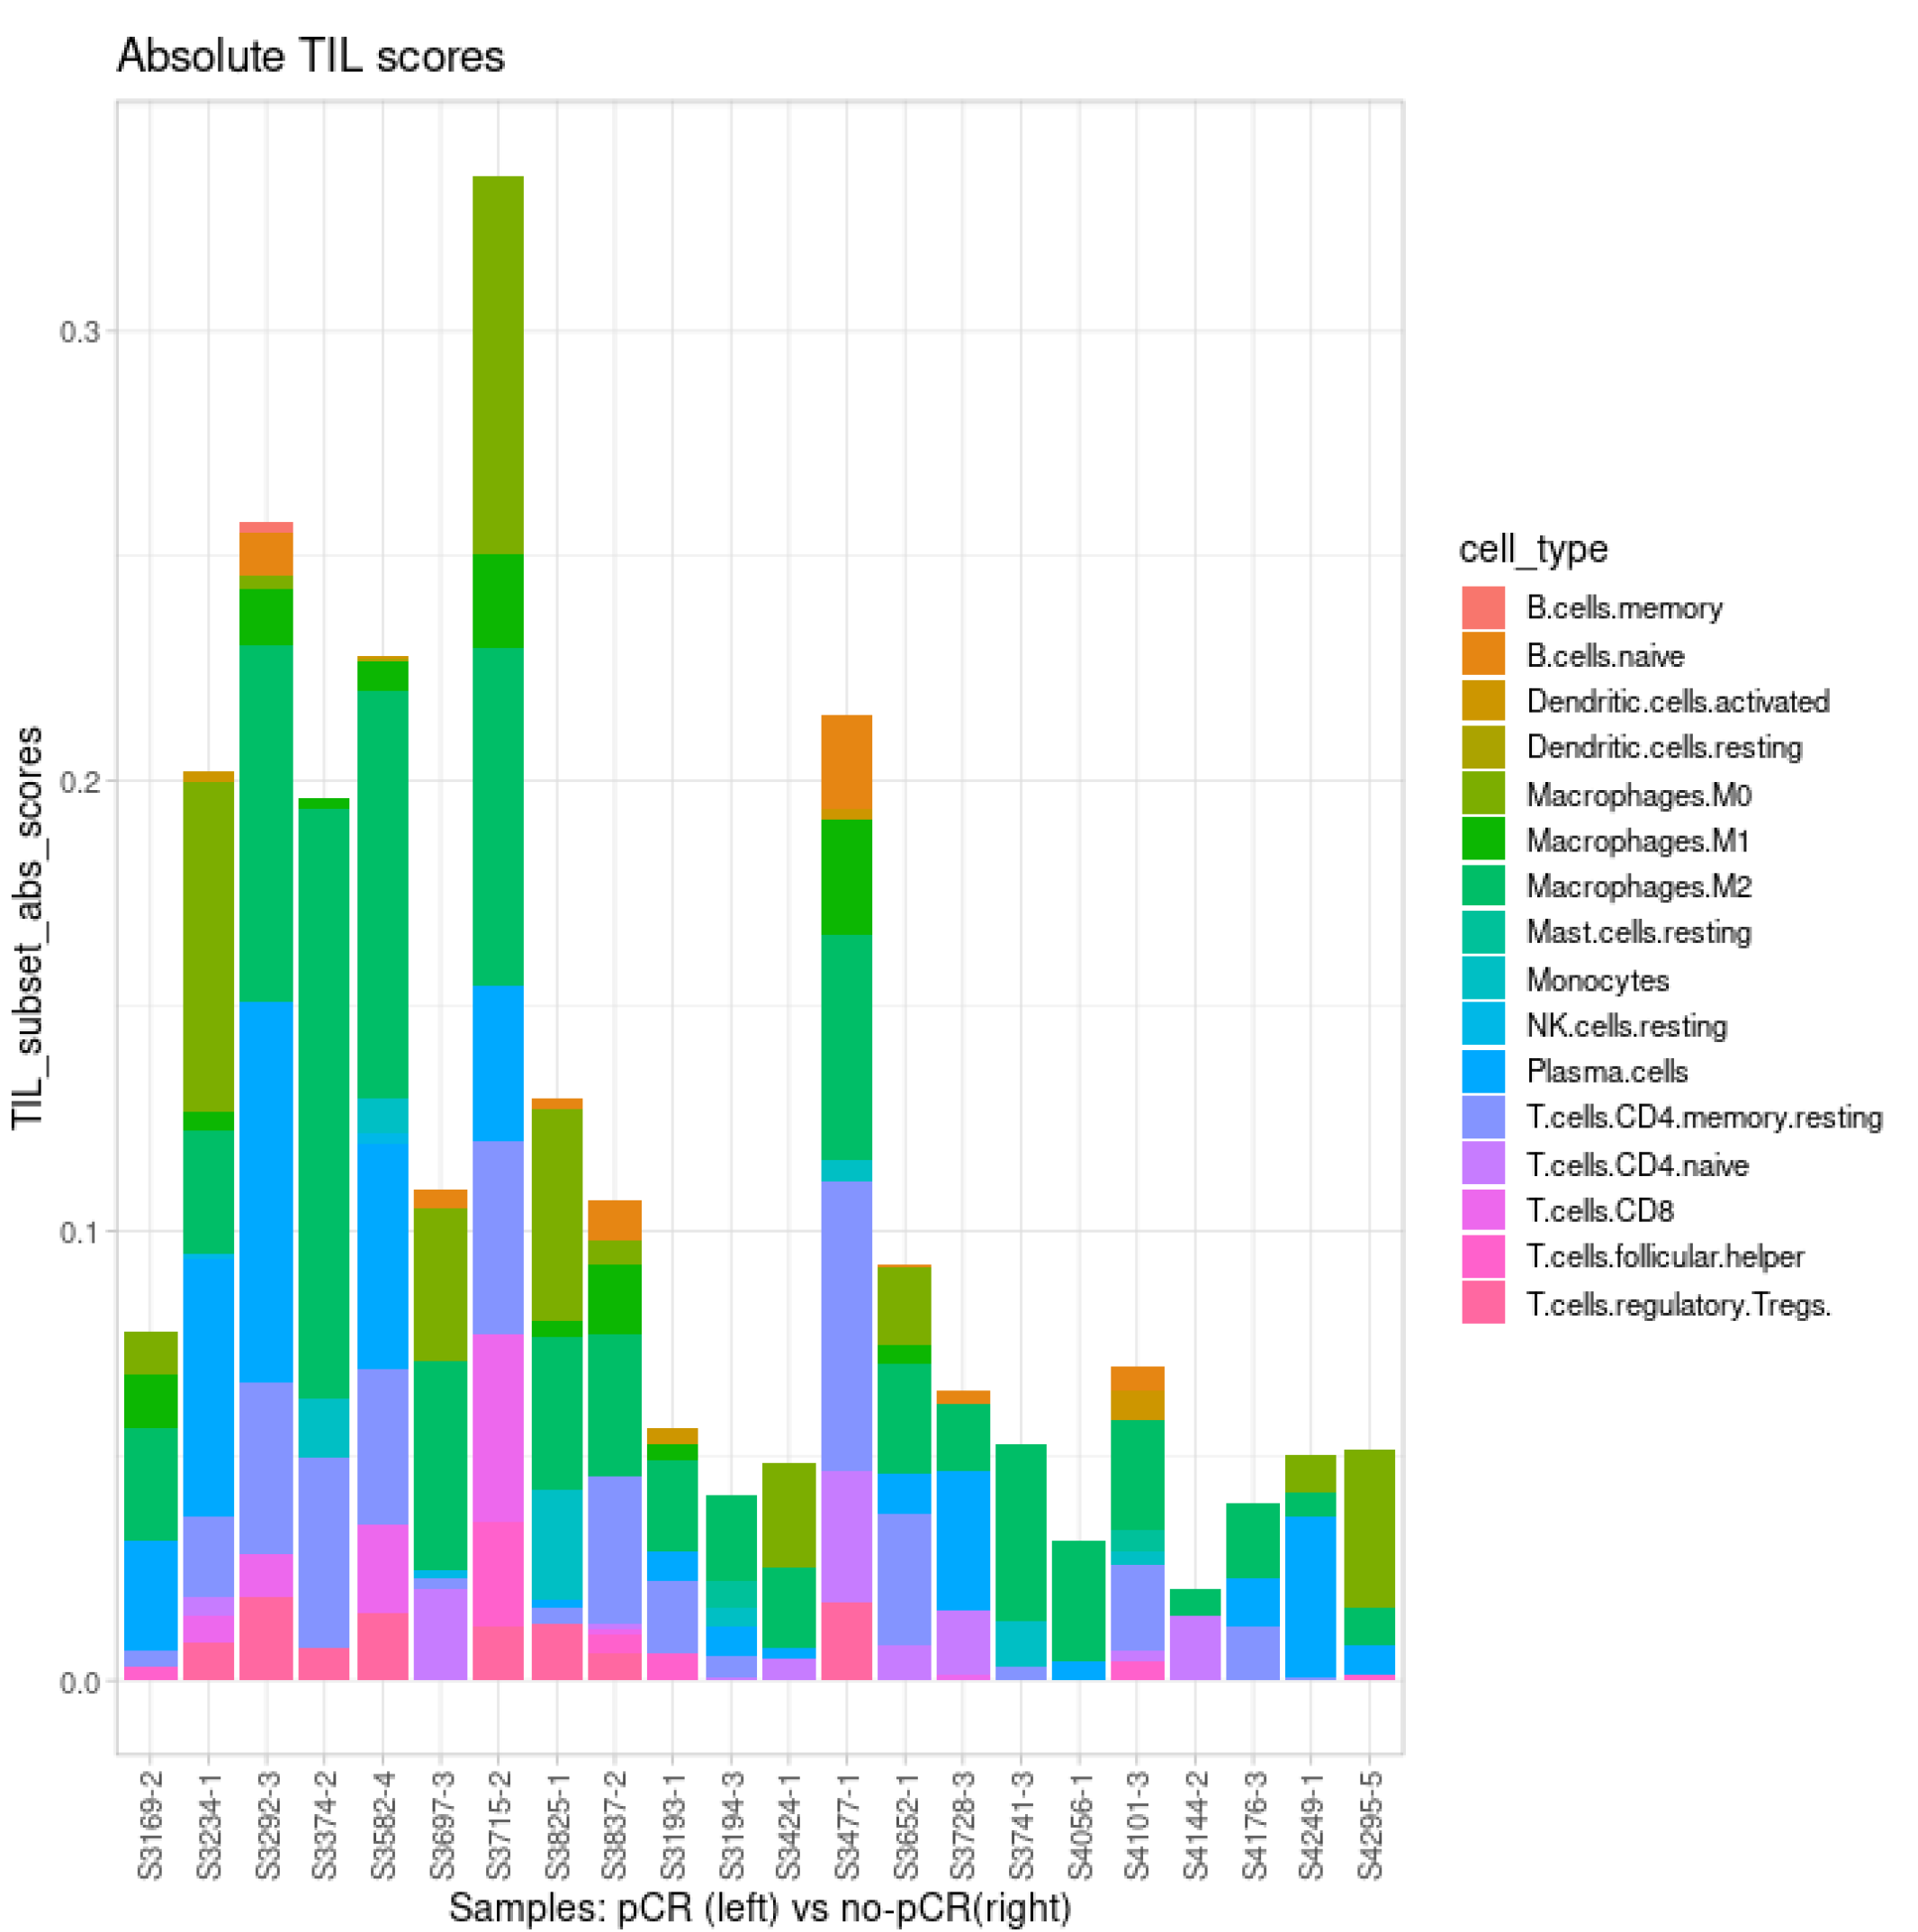 Absolute TIL scores
TIL_subset_abs_scores
0.3
0.2
0.1
0.0
S3169-2
S3234-1
S3292-3
S3374-2
S3582-4
S3697-3
S3715-2
S3825-1
S3837-2
S3193-1
S3194-3
S3424-1
S3477-1
S3652-1
S3728-3
S3741-3
S4056-1
S4101-3
S4144-2
S4176-3
S4249-1
S4295-5
Samples: pCR (left) vs no-pCR(right)
cell_type
B.cells.memory
B.cells.naive
Dendritic.cells.activated
Dendritic.cells.resting
Macrophages.M0
Macrophages.M1
Macrophages.M2
Mast.cells.resting
Monocytes
NK.cells.resting
Plasma.cells
T.cells.CD4.memory.resting
T.cells.CD4.naive
T.cells.CD8
T.cells.follicular.helper
T.cells.regulatory.Tregs.